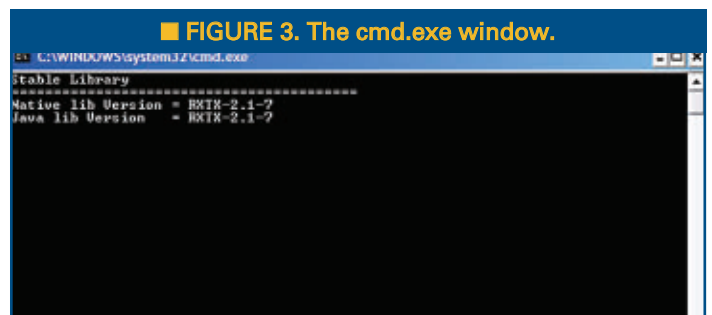 ■ FIGURE 3. The cmd.exe window.
C:\WINDOWS\system32\cmd.exe
Stable Library
=========================================
Native lib Version = RXTX-2.1-7
Java lib Version   = RXTX-2.1-7